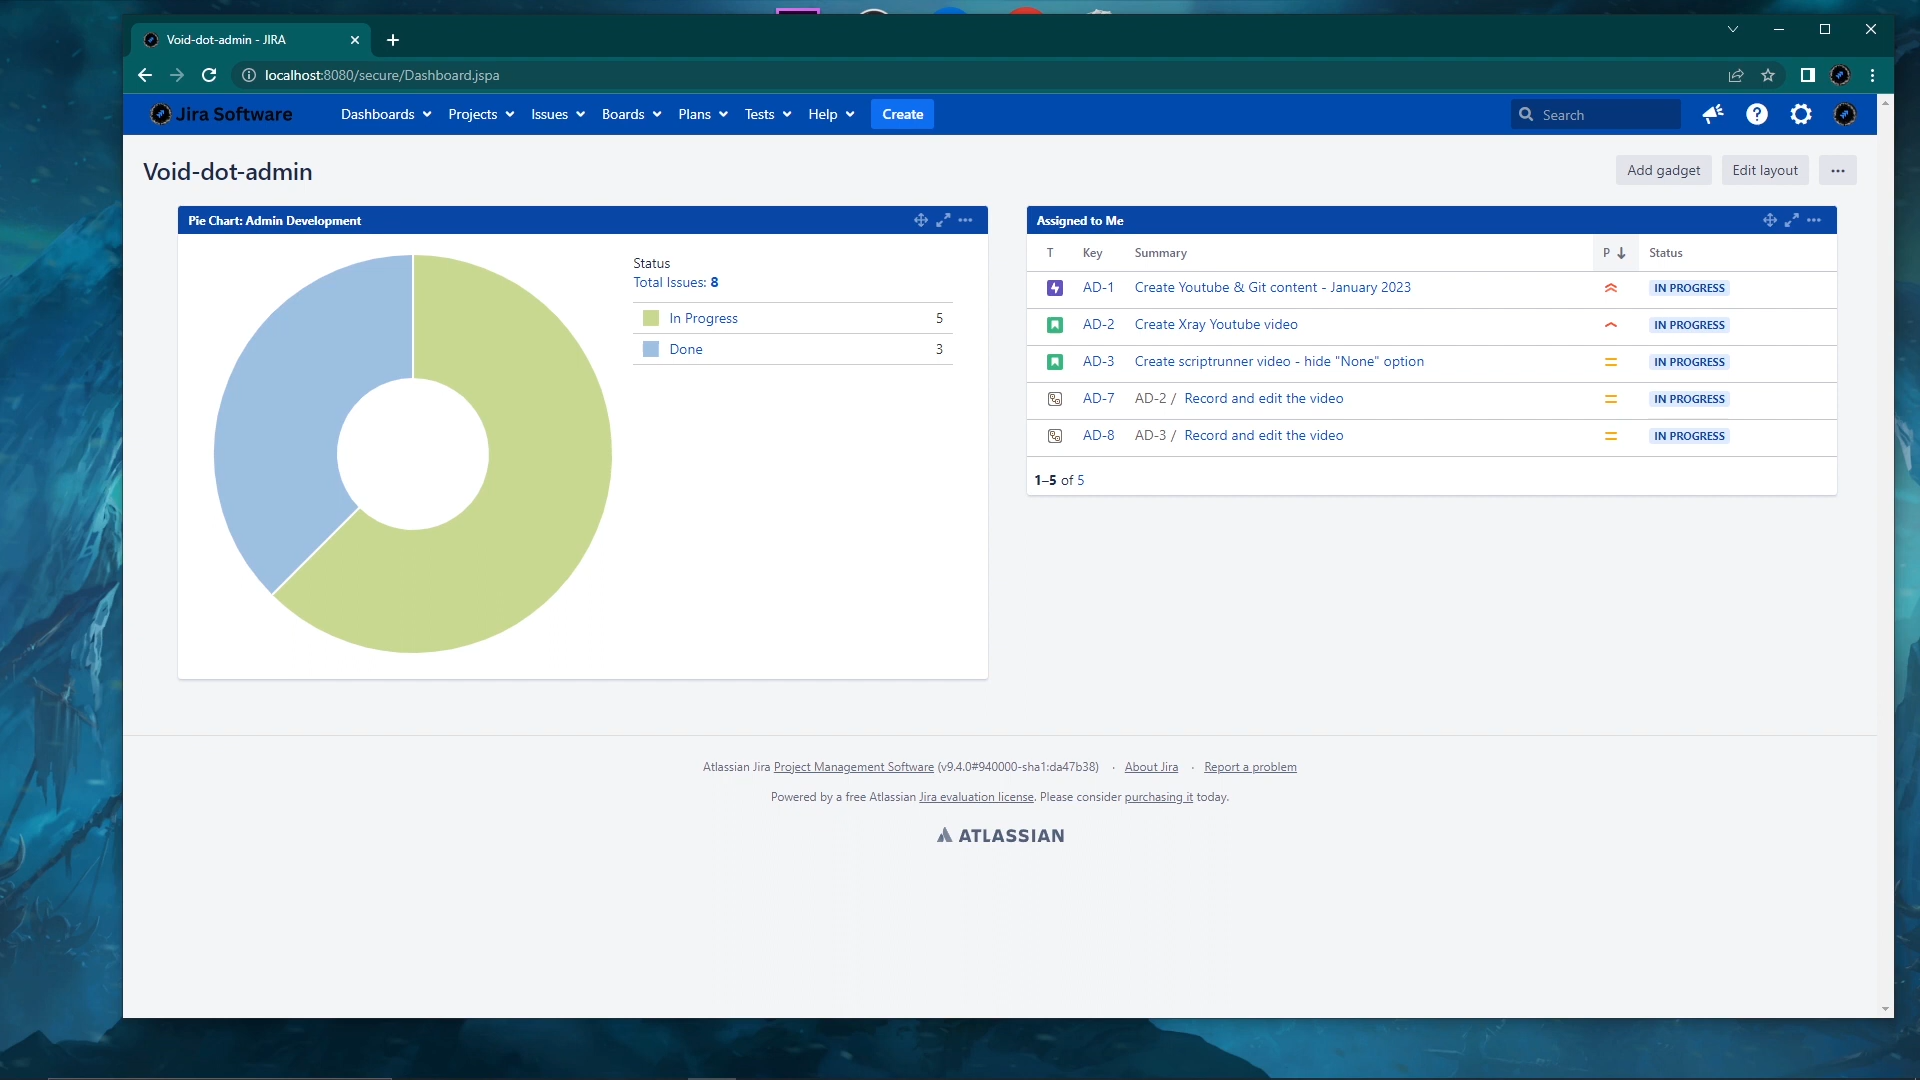 Void-dot-admin - JIRA
localhost:8080/secure/Dashboard.jspa
Jira Software Dashboards Projects Issues Boards Plans Tests Help Create Search
Void-dot-admin
Add gadget Edit layout
Pie Chart: Admin Development
Status
Total Issues: 8
In Progress 5
Done 3
Assigned to Me
T Key Summary P Status
AD-1 Create Youtube & Git content - January 2023 IN PROGRESS
AD-2 Create Xray Youtube video IN PROGRESS
AD-3 Create scriptrunner video - hide "None" option IN PROGRESS
AD-7 AD-2 / Record and edit the video IN PROGRESS
AD-8 AD-3 / Record and edit the video IN PROGRESS
1–5 of 5
Atlassian Jira Project Management Software (v9.4.0#940000-sha1:da47b38) · About Jira · Report a problem
Powered by a free Atlassian Jira evaluation license. Please consider purchasing it today.
ATLASSIAN